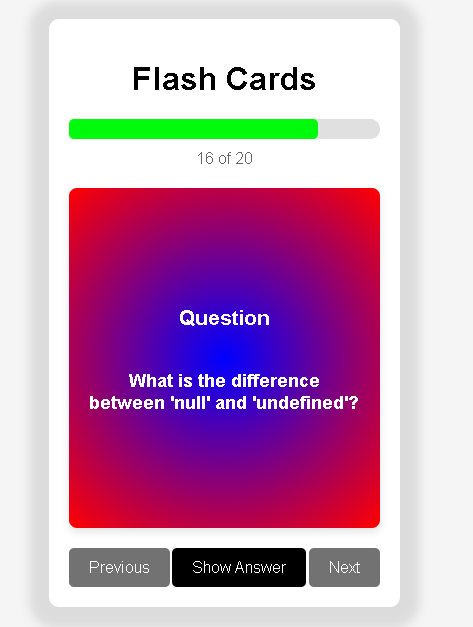 Flash Cards
16 of 20
Question
What is the difference
between 'null' and 'undefined'?
Previous
Show Answer
Next